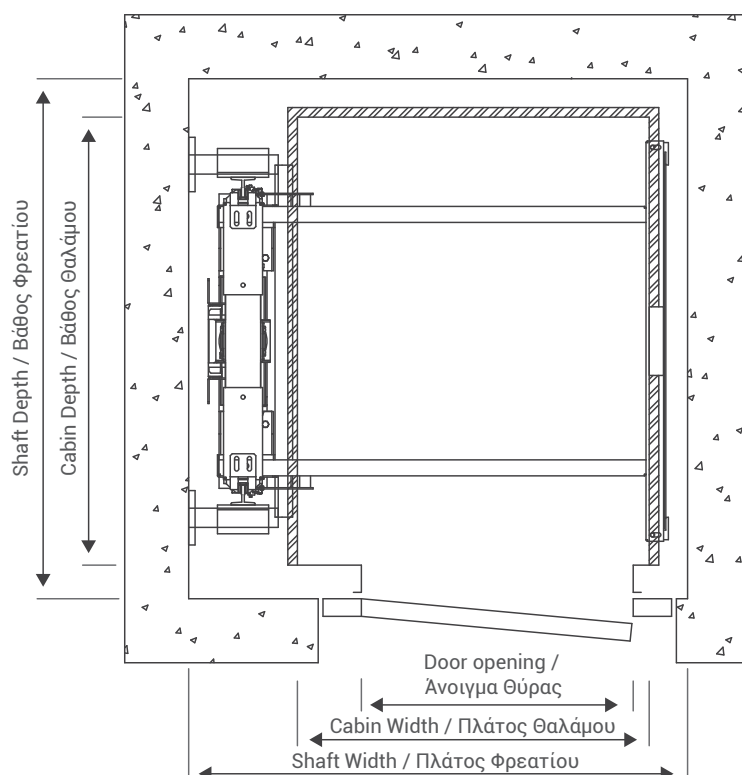 Shaft Depth / Βάθος Φρεατίου
Cabin Depth / Βάθος Θαλάμου
Door opening /
Άνοιγμα Θύρας
Cabin Width / Πλάτος Θαλάμου
Shaft Width / Πλάτος Φρεατίου